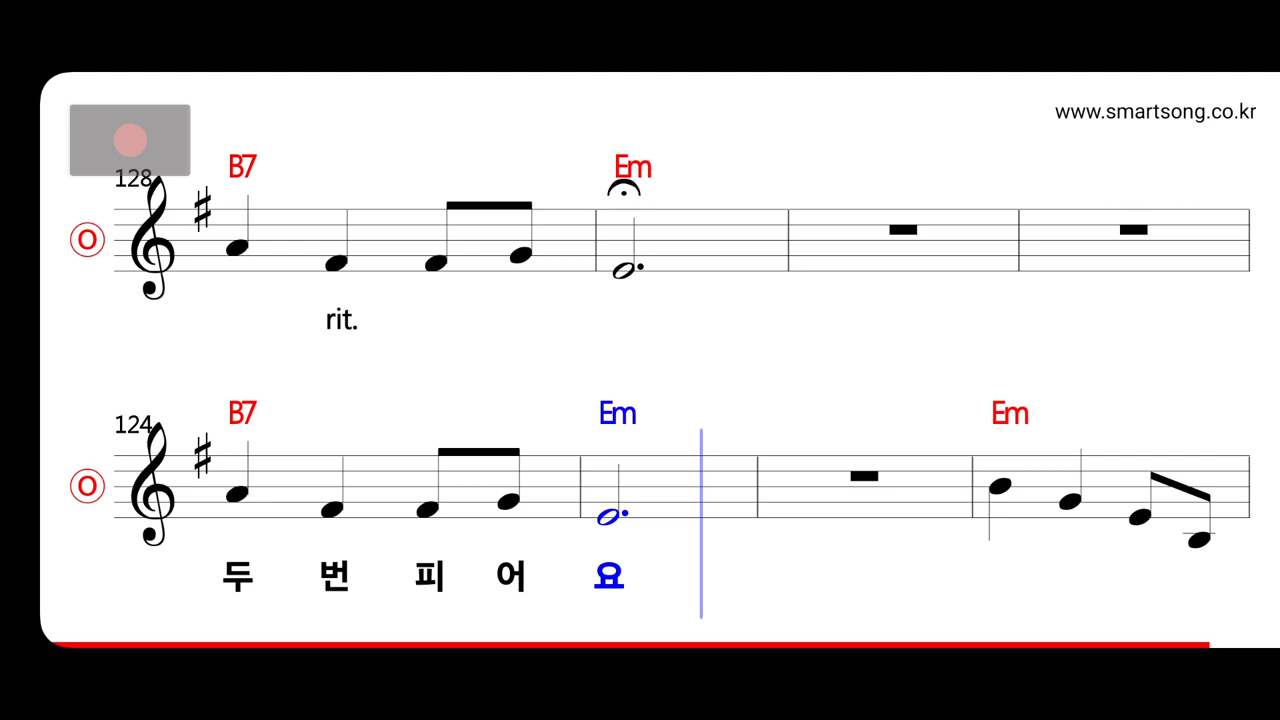 www.smartsong.co.kr
128
B7 Em
O
rit.
124
B7 Em Em
O
두 번 피 어 요